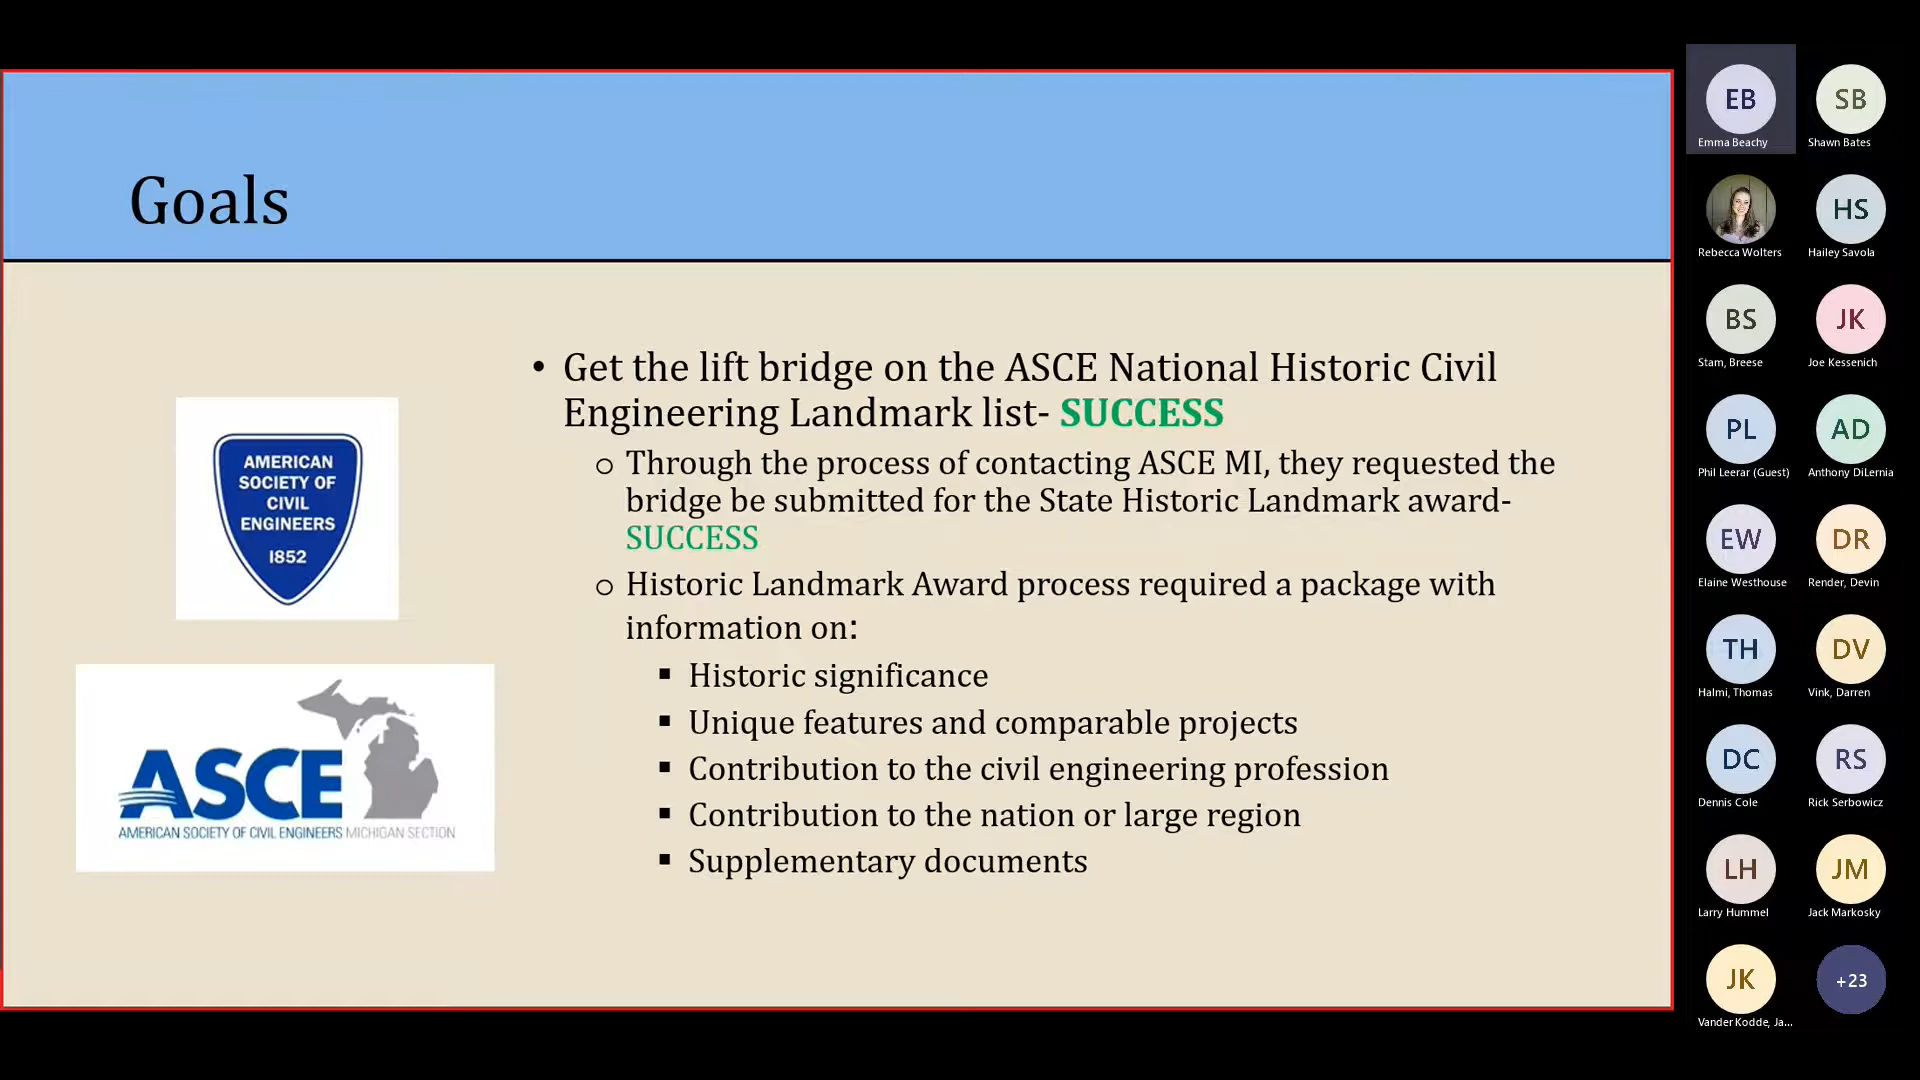 Goals
• Get the lift bridge on the ASCE National Historic Civil
Engineering Landmark list- SUCCESS
o Through the process of contacting ASCE MI, they requested the
bridge be submitted for the State Historic Landmark award-
SUCCESS
o Historic Landmark Award process required a package with
information on:
▪ Historic significance
▪ Unique features and comparable projects
▪ Contribution to the civil engineering profession
▪ Contribution to the nation or large region
▪ Supplementary documents
AMERICAN
SOCIETY OF
CIVIL
ENGINEERS
1852
ASCE
AMERICAN SOCIETY OF CIVIL ENGINEERS MICHIGAN SECTION
EB
Emma Beachy
SB
Shawn Bates
Rebecca Wolters
HS
Hailey Savola
BS
Stam, Breese
JK
Joe Kessenich
PL
Phil Leerar (Guest)
AD
Anthony DiLernia
EW
Elaine Westhouse
DR
Render, Devin
TH
Halmi, Thomas
DV
Vink, Darren
DC
Dennis Cole
RS
Rick Serbowicz
LH
Larry Hummel
JM
Jack Markosky
JK
Vander Kodde, Ja...
+23